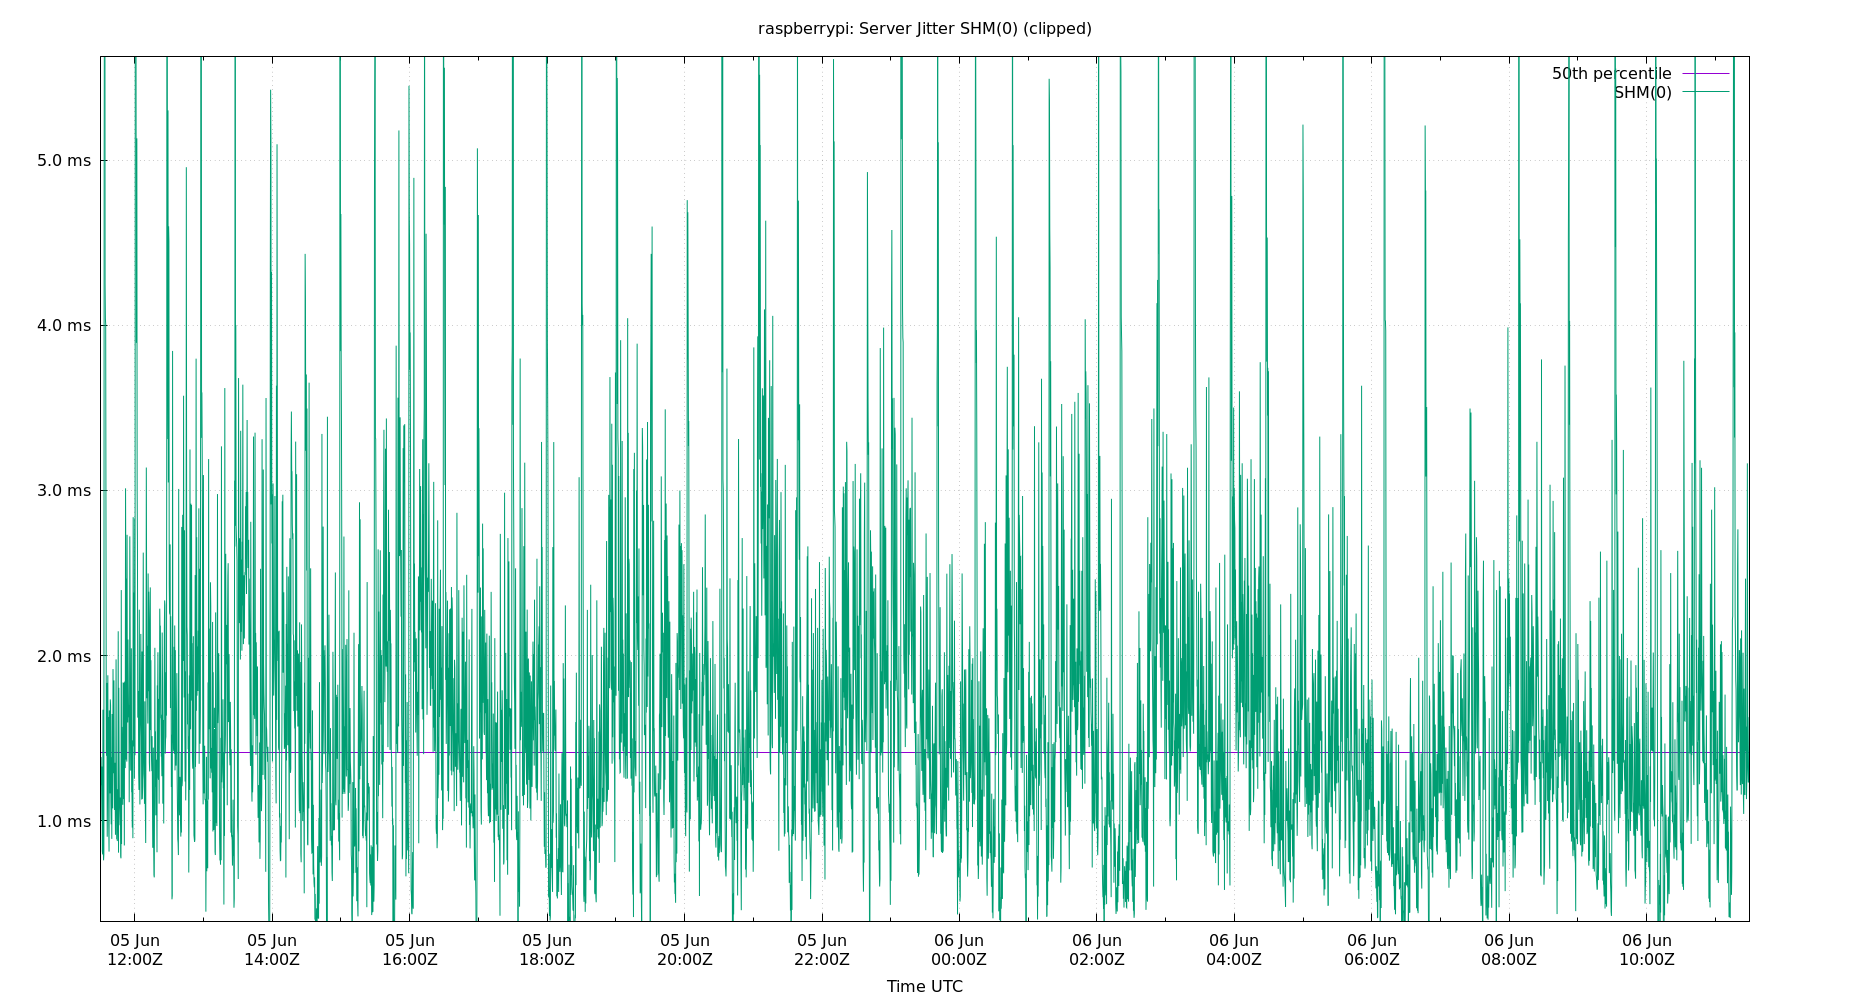 raspberrypi: Server Jitter SHM(0) (clipped)
50th percentile
SHM(0)
5.0 ms
4.0 ms
3.0 ms
2.0 ms
1.0 ms
05 Jun 05 Jun 05 Jun 05 Jun 05 Jun 05 Jun 06 Jun 06 Jun 06 Jun 06 Jun 06 Jun 06 Jun
12:00Z 14:00Z 16:00Z 18:00Z 20:00Z 22:00Z 00:00Z 02:00Z 04:00Z 06:00Z 08:00Z 10:00Z
Time UTC